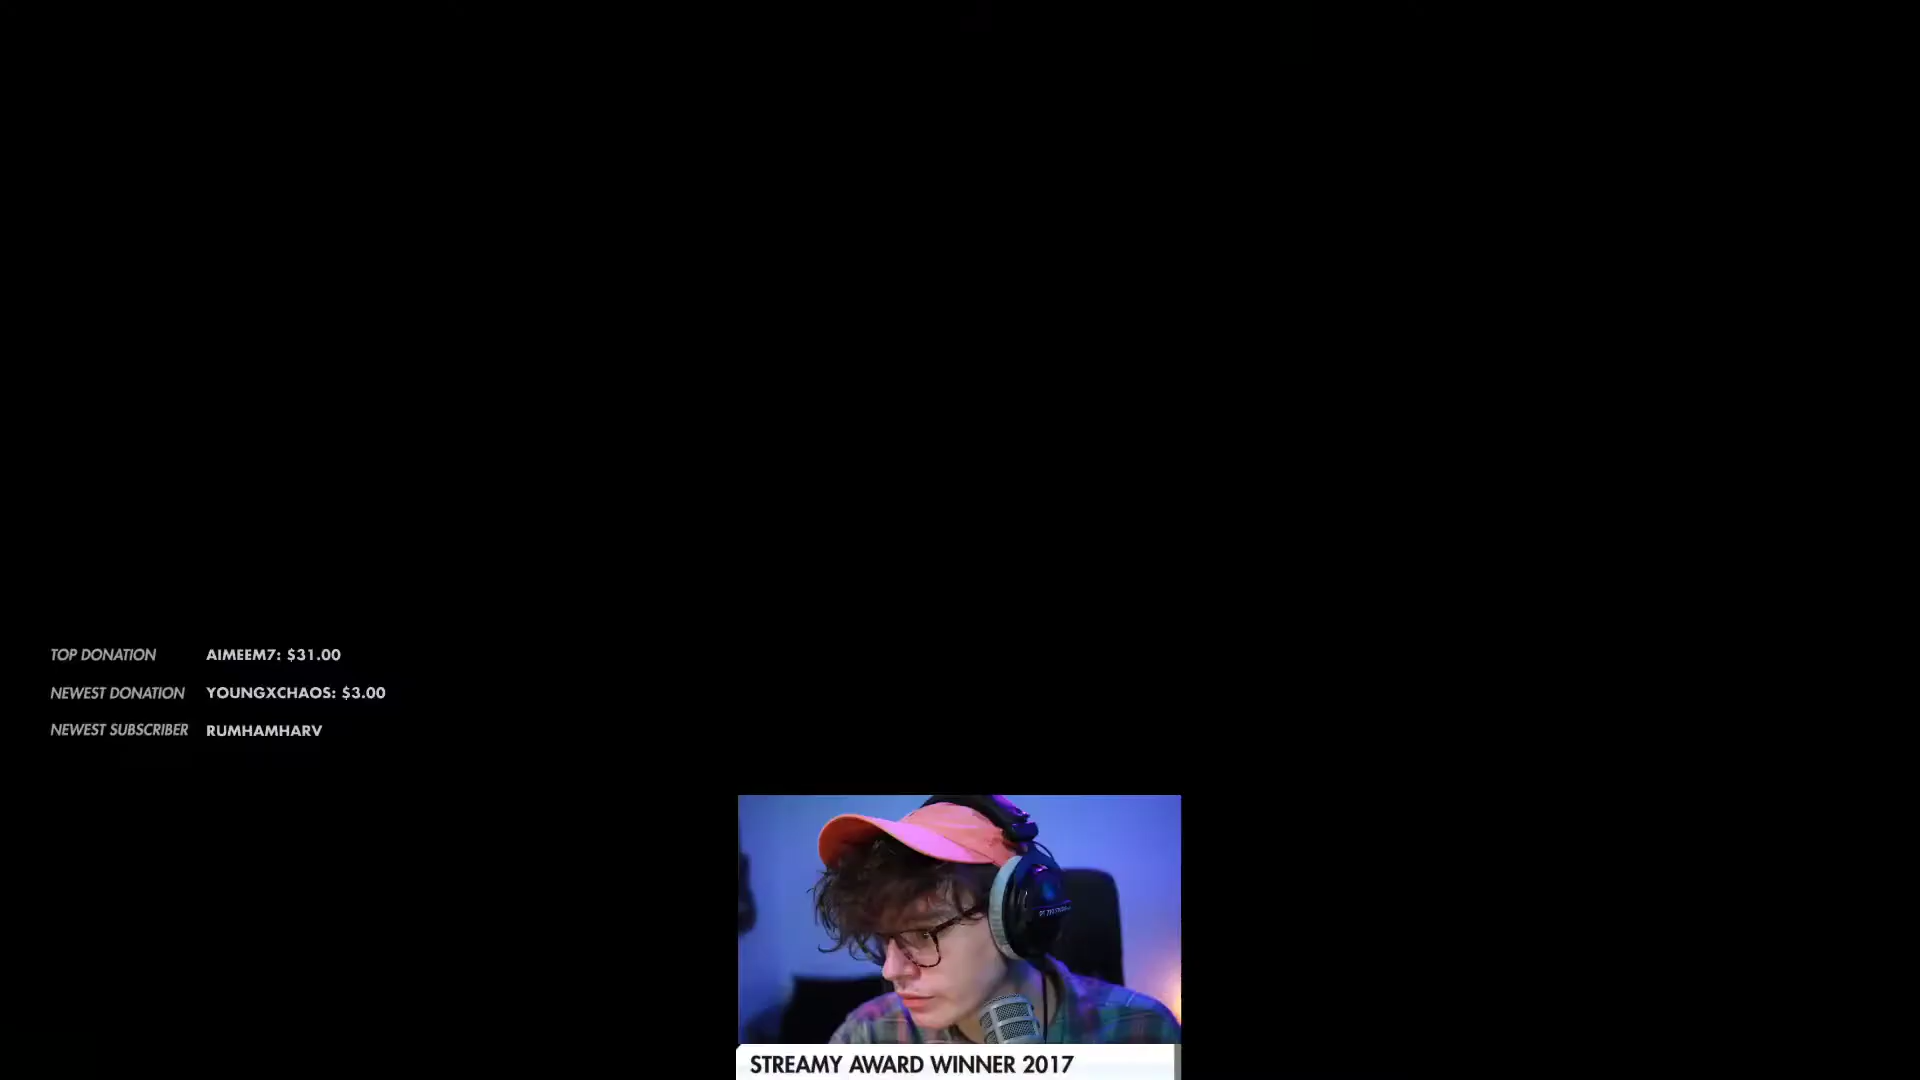 TOP DONATION AIMEEM7: $31.00
NEWEST DONATION YOUNGXCHAOS: $3.00
NEWEST SUBSCRIBER RUMHAMHARV
STREAMY AWARD WINNER 2017